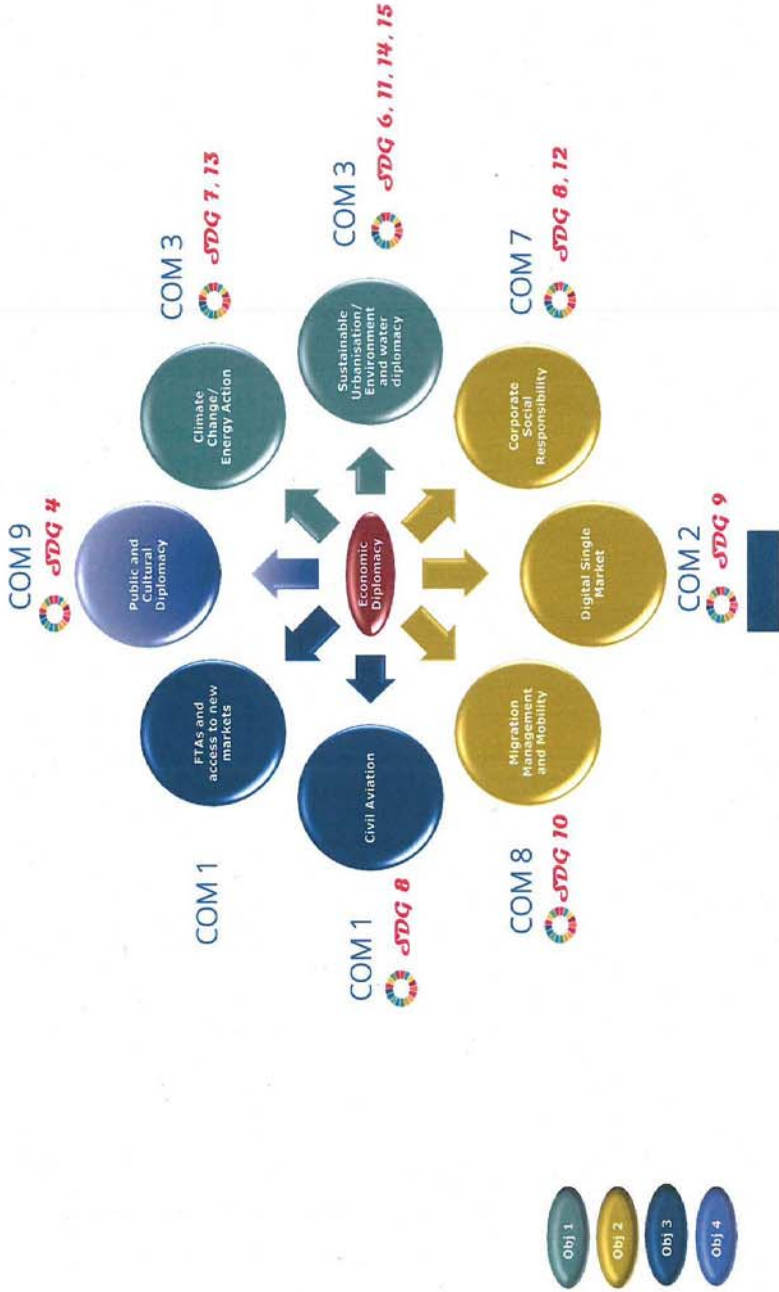 COM 9
SDG 4
Public and
Cultural
Diplomacy
COM 3
SDG 7, 13
Climate
Change/
Energy Action
COM 3
SDG 6, 11, 14, 15
Sustainable
Urbanisation/
Environment
and water
diplomacy
COM 7
SDG 8, 12
Corporate
Social
Responsibility
Digital Single
Market
COM 2
SDG 9
Migration
Management
and Mobility
COM 8
SDG 10
Civil Aviation
COM 1
SDG 8
FTAs and
access to new
markets
COM 1
Economic
Diplomacy
Obj 1
Obj 2
Obj 3
Obj 4